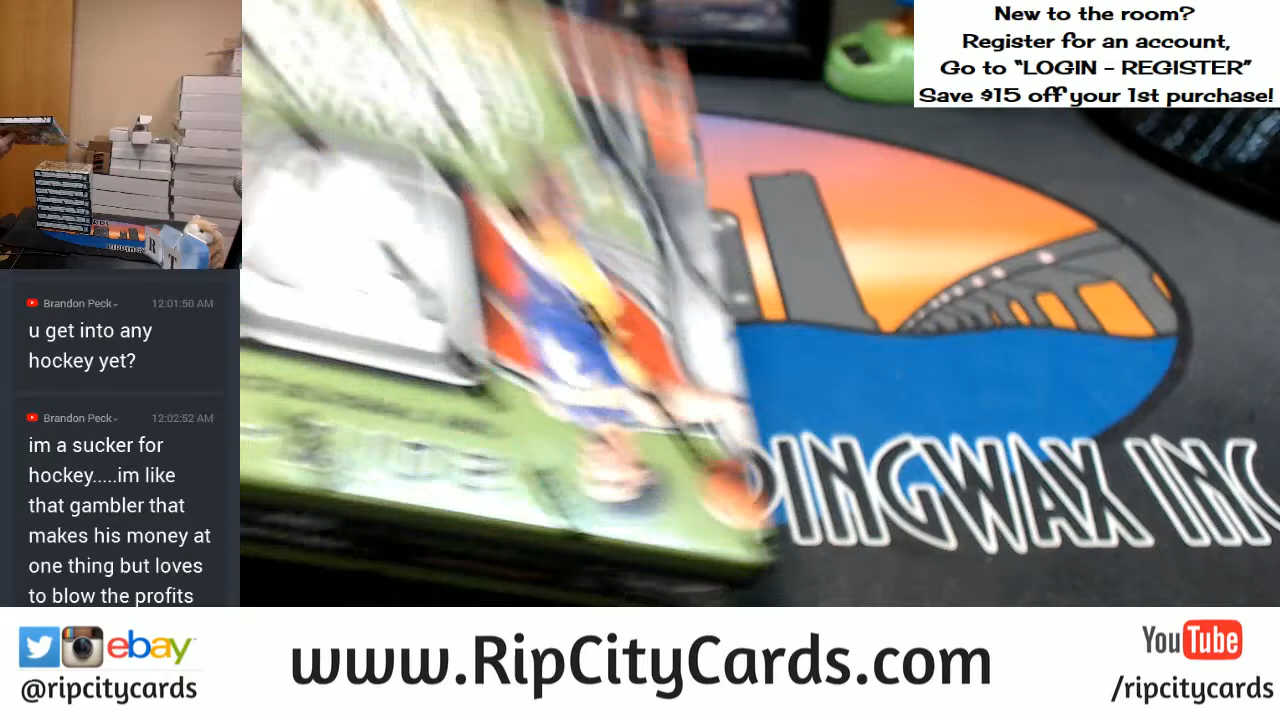 New to the room?
Register for an account,
Go to “LOGIN - REGISTER”
Save $15 off your 1st purchase!
Brandon Peck 12:01:50 AM
u get into any
hockey yet?
Brandon Peck 12:02:52 AM
im a sucker for
hockey.....im like
that gambler that
makes his money at
one thing but loves
to blow the profits
PINGWAX INC
ebay
@ripcitycards
www.RipCityCards.com
YouTube
/ripcitycards